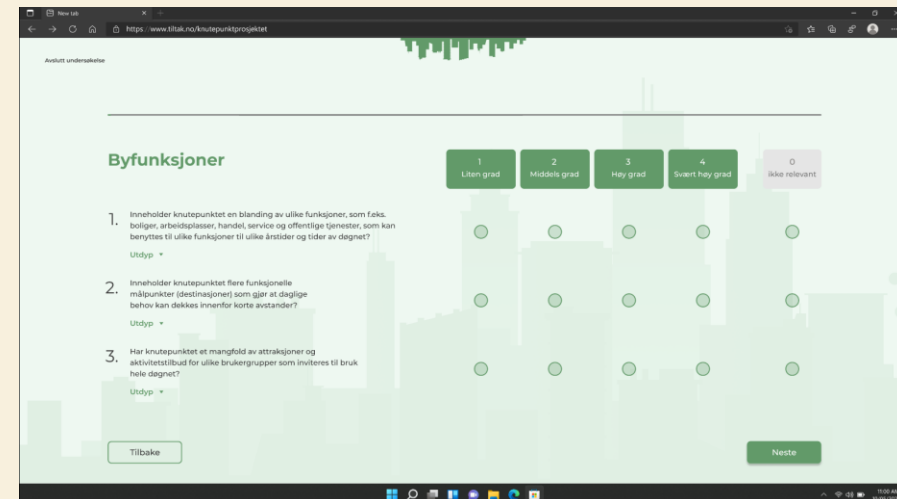 New tab
https://www.tiltak.no/knutepunktprosjektet
Avslutt undersøkelse
Byfunksjoner
1
Liten grad
2
Middels grad
3
Høy grad
4
Svært høy grad
0
ikke relevant
1. Inneholder knutepunktet en blanding av ulike funksjoner, som f.eks.
boliger, arbeidsplasser, handel, service og offentlige tjenester, som kan
benyttes til ulike funksjoner til ulike årstider og tider av døgnet?
Utdyp
2. Inneholder knutepunktet flere funksjonelle
målpunkter (destinasjoner) som gjør at daglige
behov kan dekkes innenfor korte avstander?
Utdyp
3. Har knutepunktet et mangfold av attraksjoner og
aktivitetstilbud for ulike brukergrupper som inviteres til bruk
hele døgnet?
Utdyp
Tilbake
Neste
11:00 AM